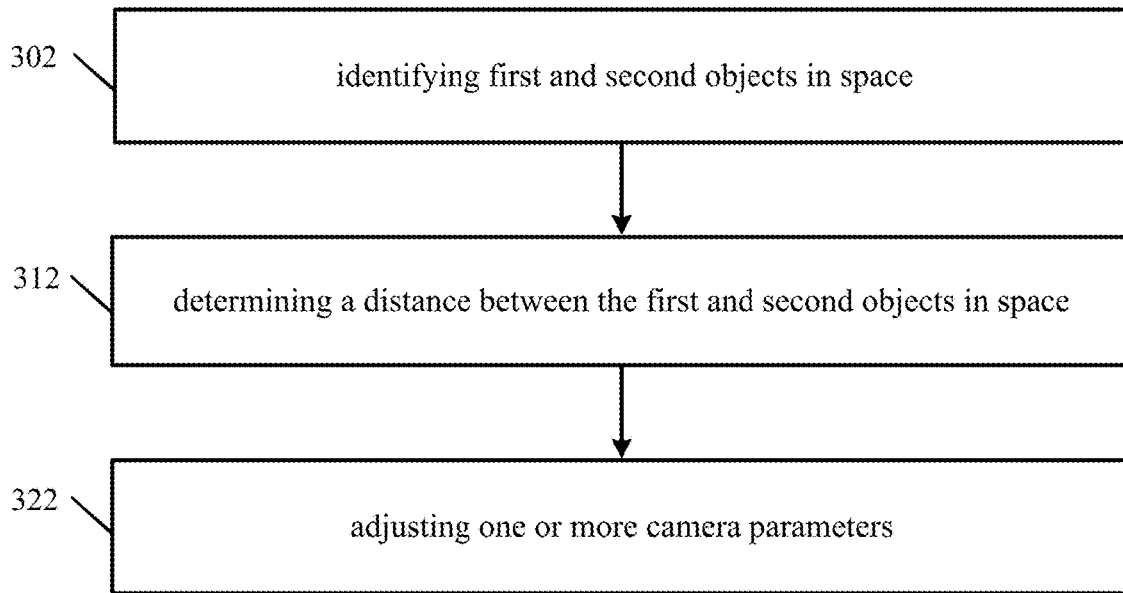 302
identifying first and second objects in space
312
determining a distance between the first and second objects in space
322
adjusting one or more camera parameters